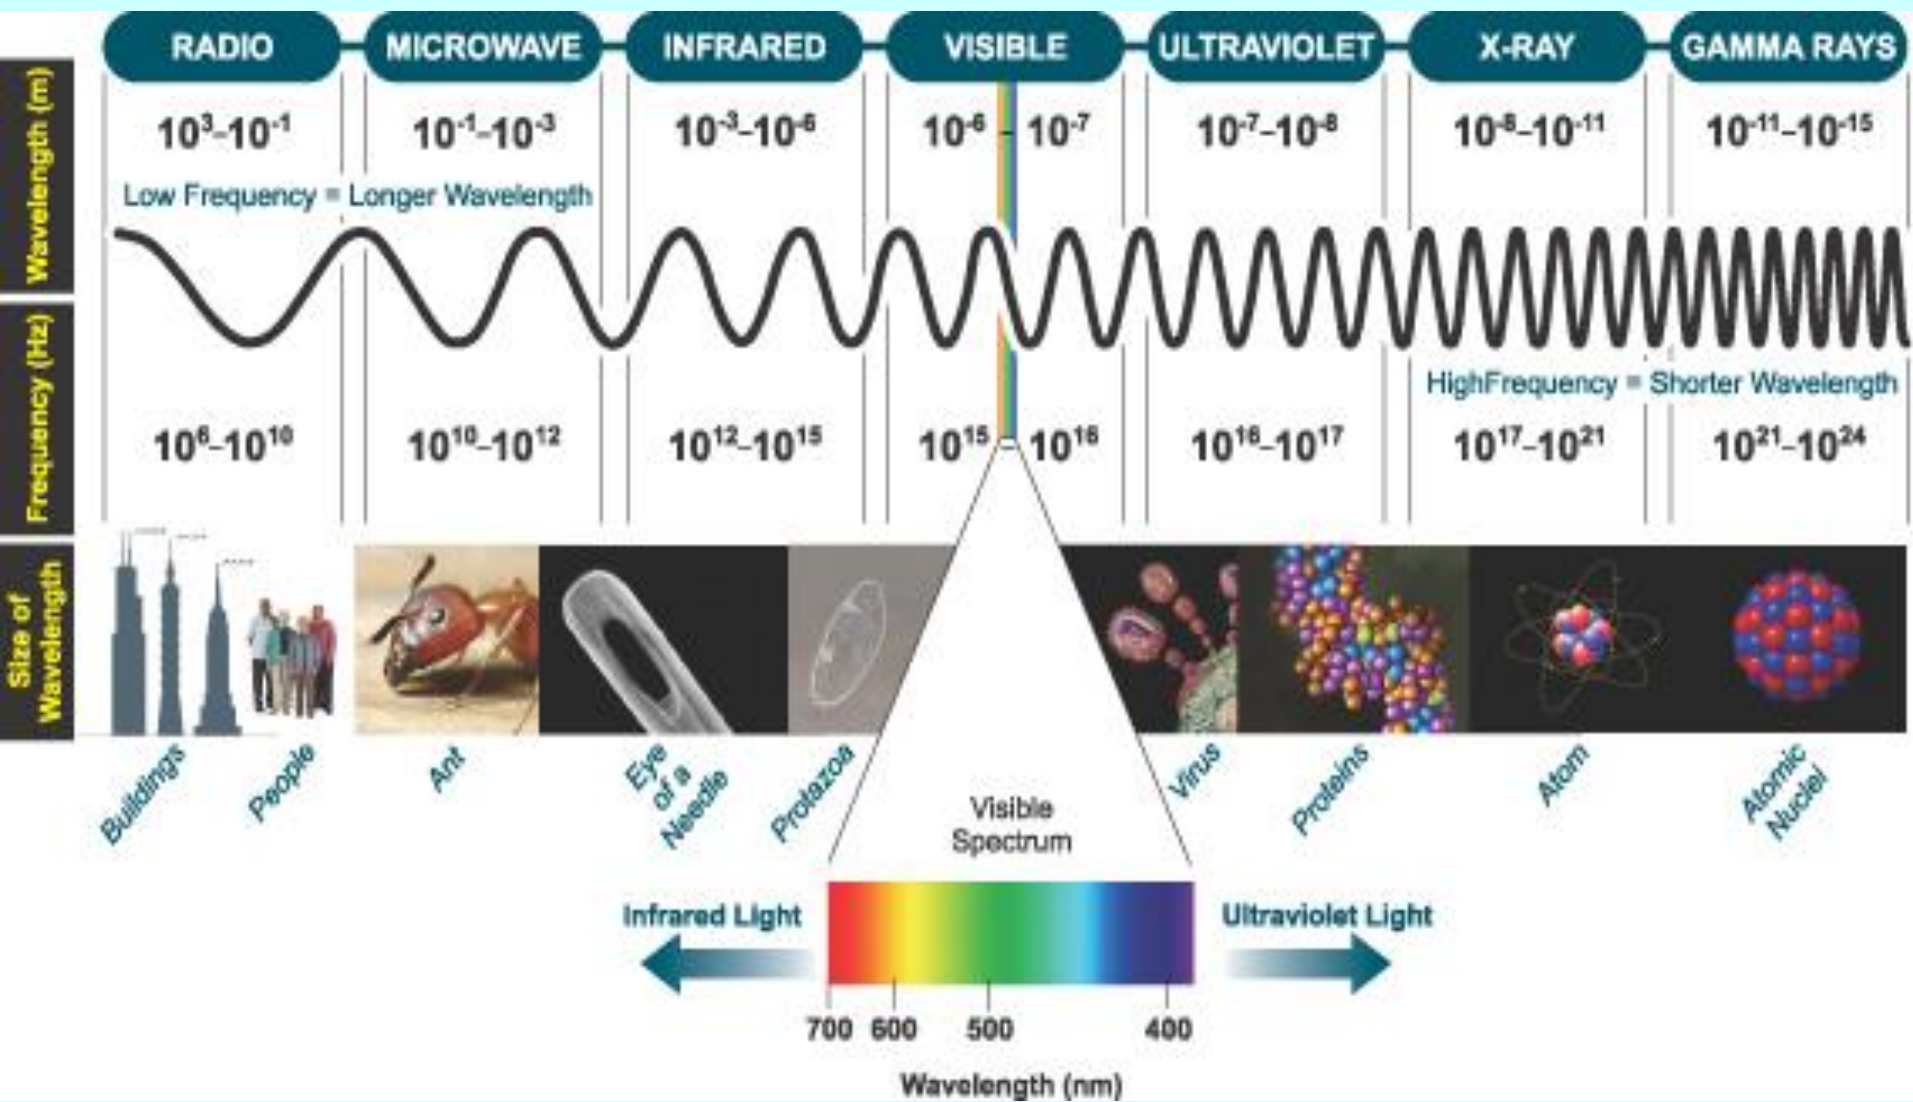 RADIO MICROWAVE INFRARED VISIBLE ULTRAVIOLET X-RAY GAMMA RAYS
Wavelength (m)
10³–10⁻¹ 10⁻¹–10⁻³ 10⁻³–10⁻⁶ 10⁻⁶ – 10⁻⁷ 10⁻⁷–10⁻⁸ 10⁻⁸–10⁻¹¹ 10⁻¹¹–10⁻¹⁵
Low Frequency = Longer Wavelength
HighFrequency = Shorter Wavelength
Frequency (Hz)
10⁶–10¹⁰ 10¹⁰–10¹² 10¹²–10¹⁵ 10¹⁵ – 10¹⁶ 10¹⁶–10¹⁷ 10¹⁷–10²¹ 10²¹–10²⁴
Size of
Wavelength
Buildings
People
Ant
Eye
of a
Needle
Protazoa
Virus
Proteins
Atom
Atomic
Nuclei
Visible
Spectrum
Infrared Light
Ultraviolet Light
700 600 500 400
Wavelength (nm)